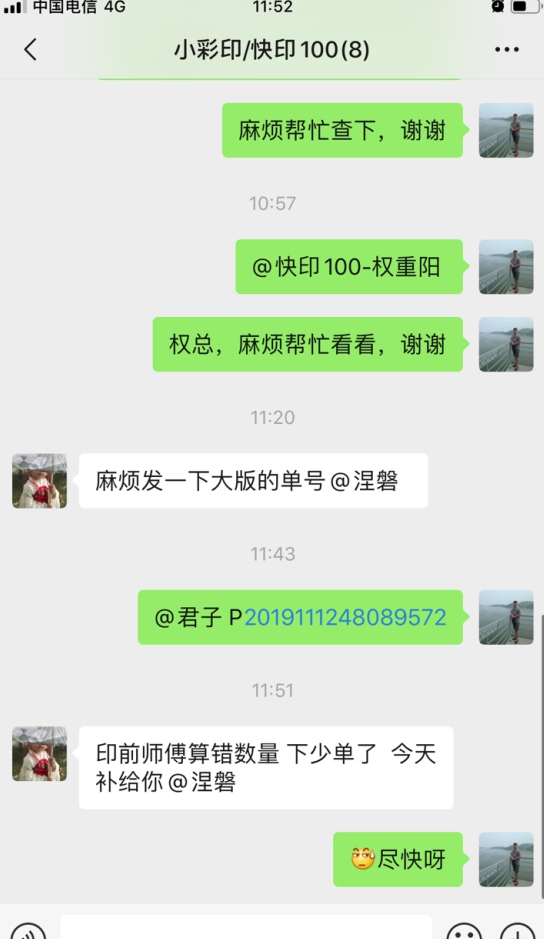 中国电信 4G
11:52
小彩印/快印100(8)
麻烦帮忙查下，谢谢
10:57
@快印100-权重阳
权总，麻烦帮忙看看，谢谢
11:20
麻烦发一下大版的单号@涅磐
11:43
@君子 P2019111248089572
11:51
印前师傅算错数量 下少单了  今天
补给你@涅磐
尽快呀